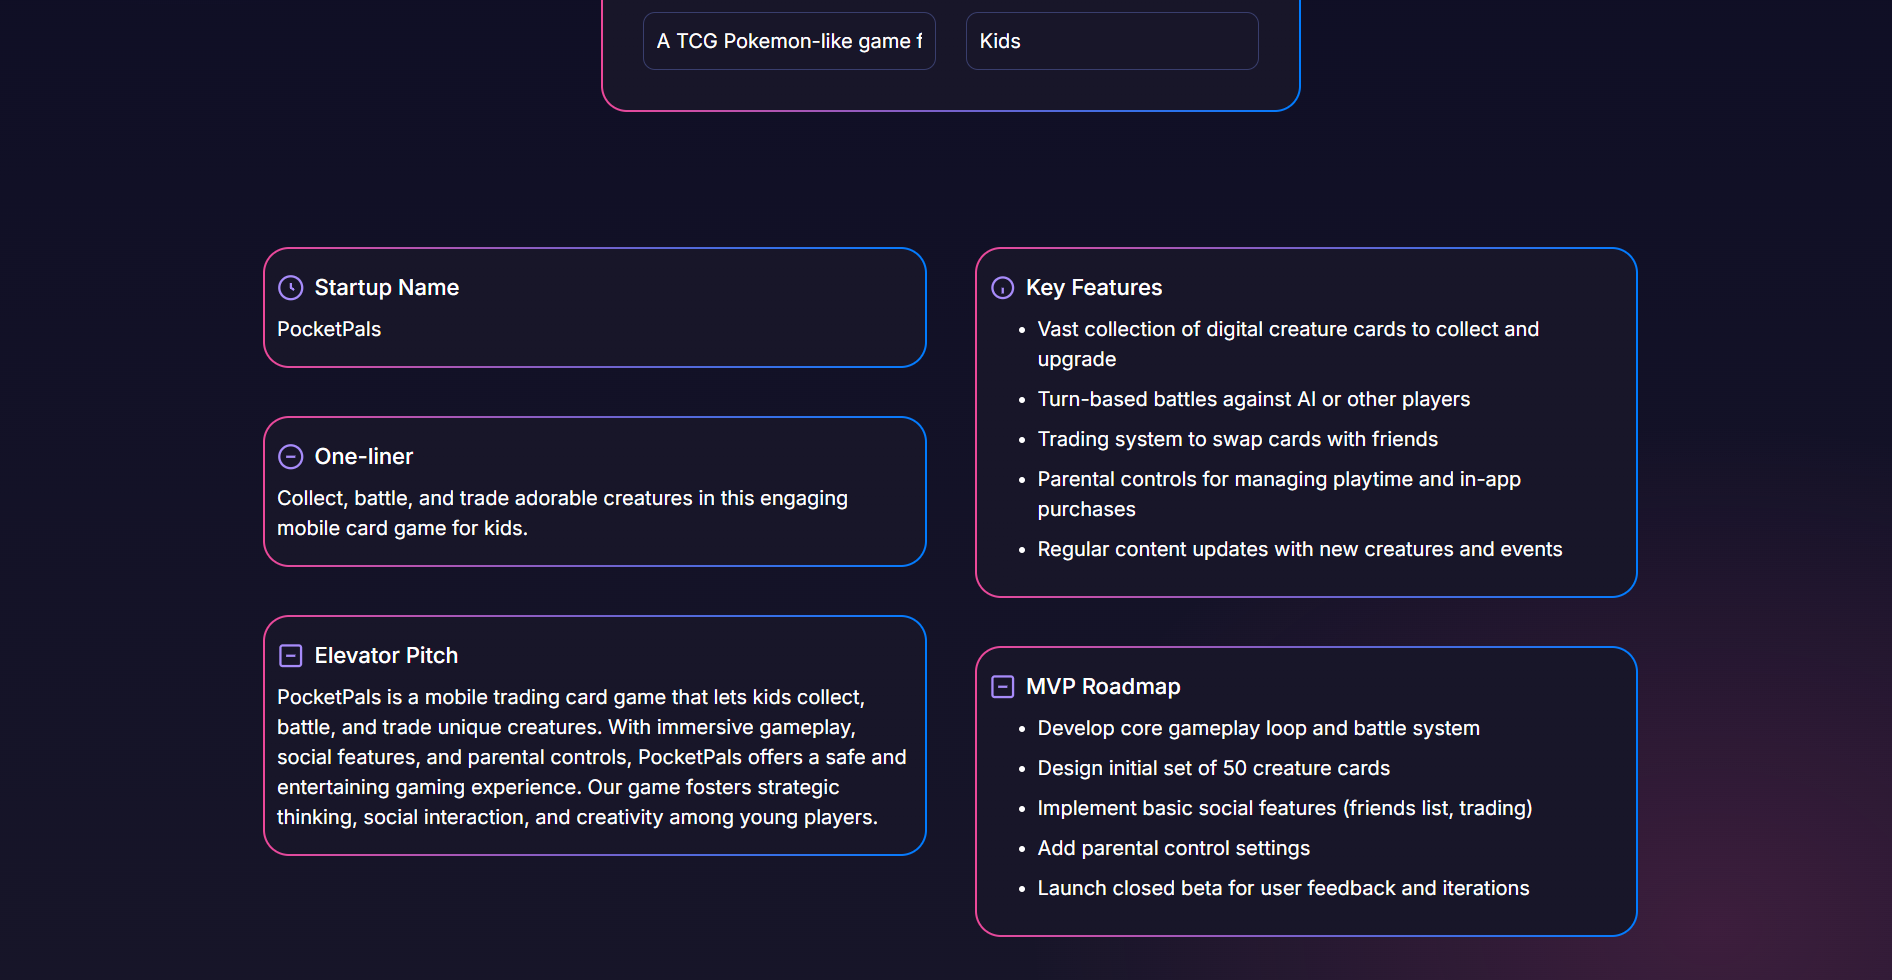 A TCG Pokemon-like game f
Kids
Startup Name
PocketPals
One-liner
Collect, battle, and trade adorable creatures in this engaging
mobile card game for kids.
Elevator Pitch
PocketPals is a mobile trading card game that lets kids collect,
battle, and trade unique creatures. With immersive gameplay,
social features, and parental controls, PocketPals offers a safe and
entertaining gaming experience. Our game fosters strategic
thinking, social interaction, and creativity among young players.
Key Features
• Vast collection of digital creature cards to collect and
upgrade
• Turn-based battles against AI or other players
• Trading system to swap cards with friends
• Parental controls for managing playtime and in-app
purchases
• Regular content updates with new creatures and events
MVP Roadmap
• Develop core gameplay loop and battle system
• Design initial set of 50 creature cards
• Implement basic social features (friends list, trading)
• Add parental control settings
• Launch closed beta for user feedback and iterations